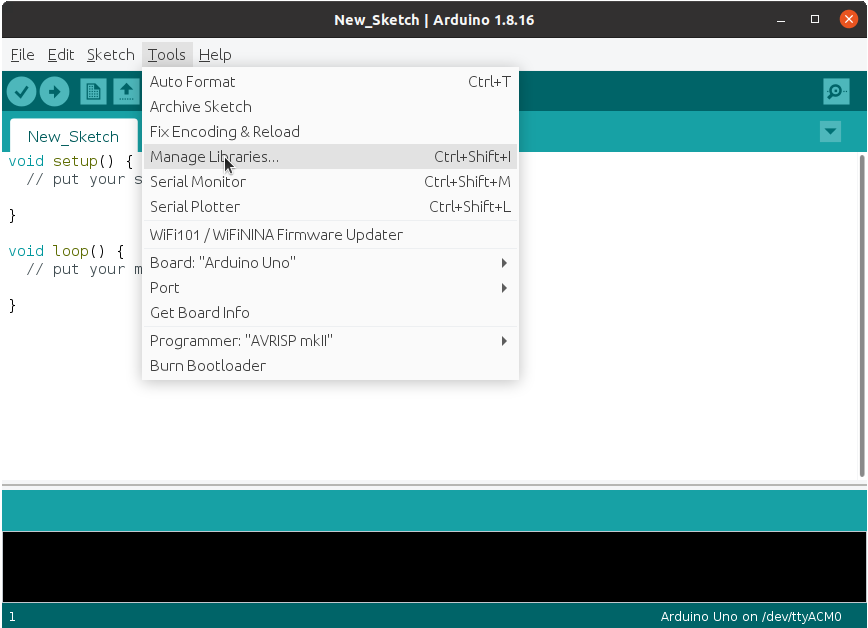 New_Sketch | Arduino 1.8.16
File Edit Sketch Tools Help
New_Sketch
Auto Format Ctrl+T
Archive Sketch
Fix Encoding & Reload
Manage Libraries... Ctrl+Shift+I
Serial Monitor Ctrl+Shift+M
Serial Plotter Ctrl+Shift+L
WiFi101 / WiFiNINA Firmware Updater
Board: "Arduino Uno"
Port
Get Board Info
Programmer: "AVRISP mkII"
Burn Bootloader
void setup() {
// put your s
}
void loop() {
// put your m
}
1 Arduino Uno on /dev/ttyACM0